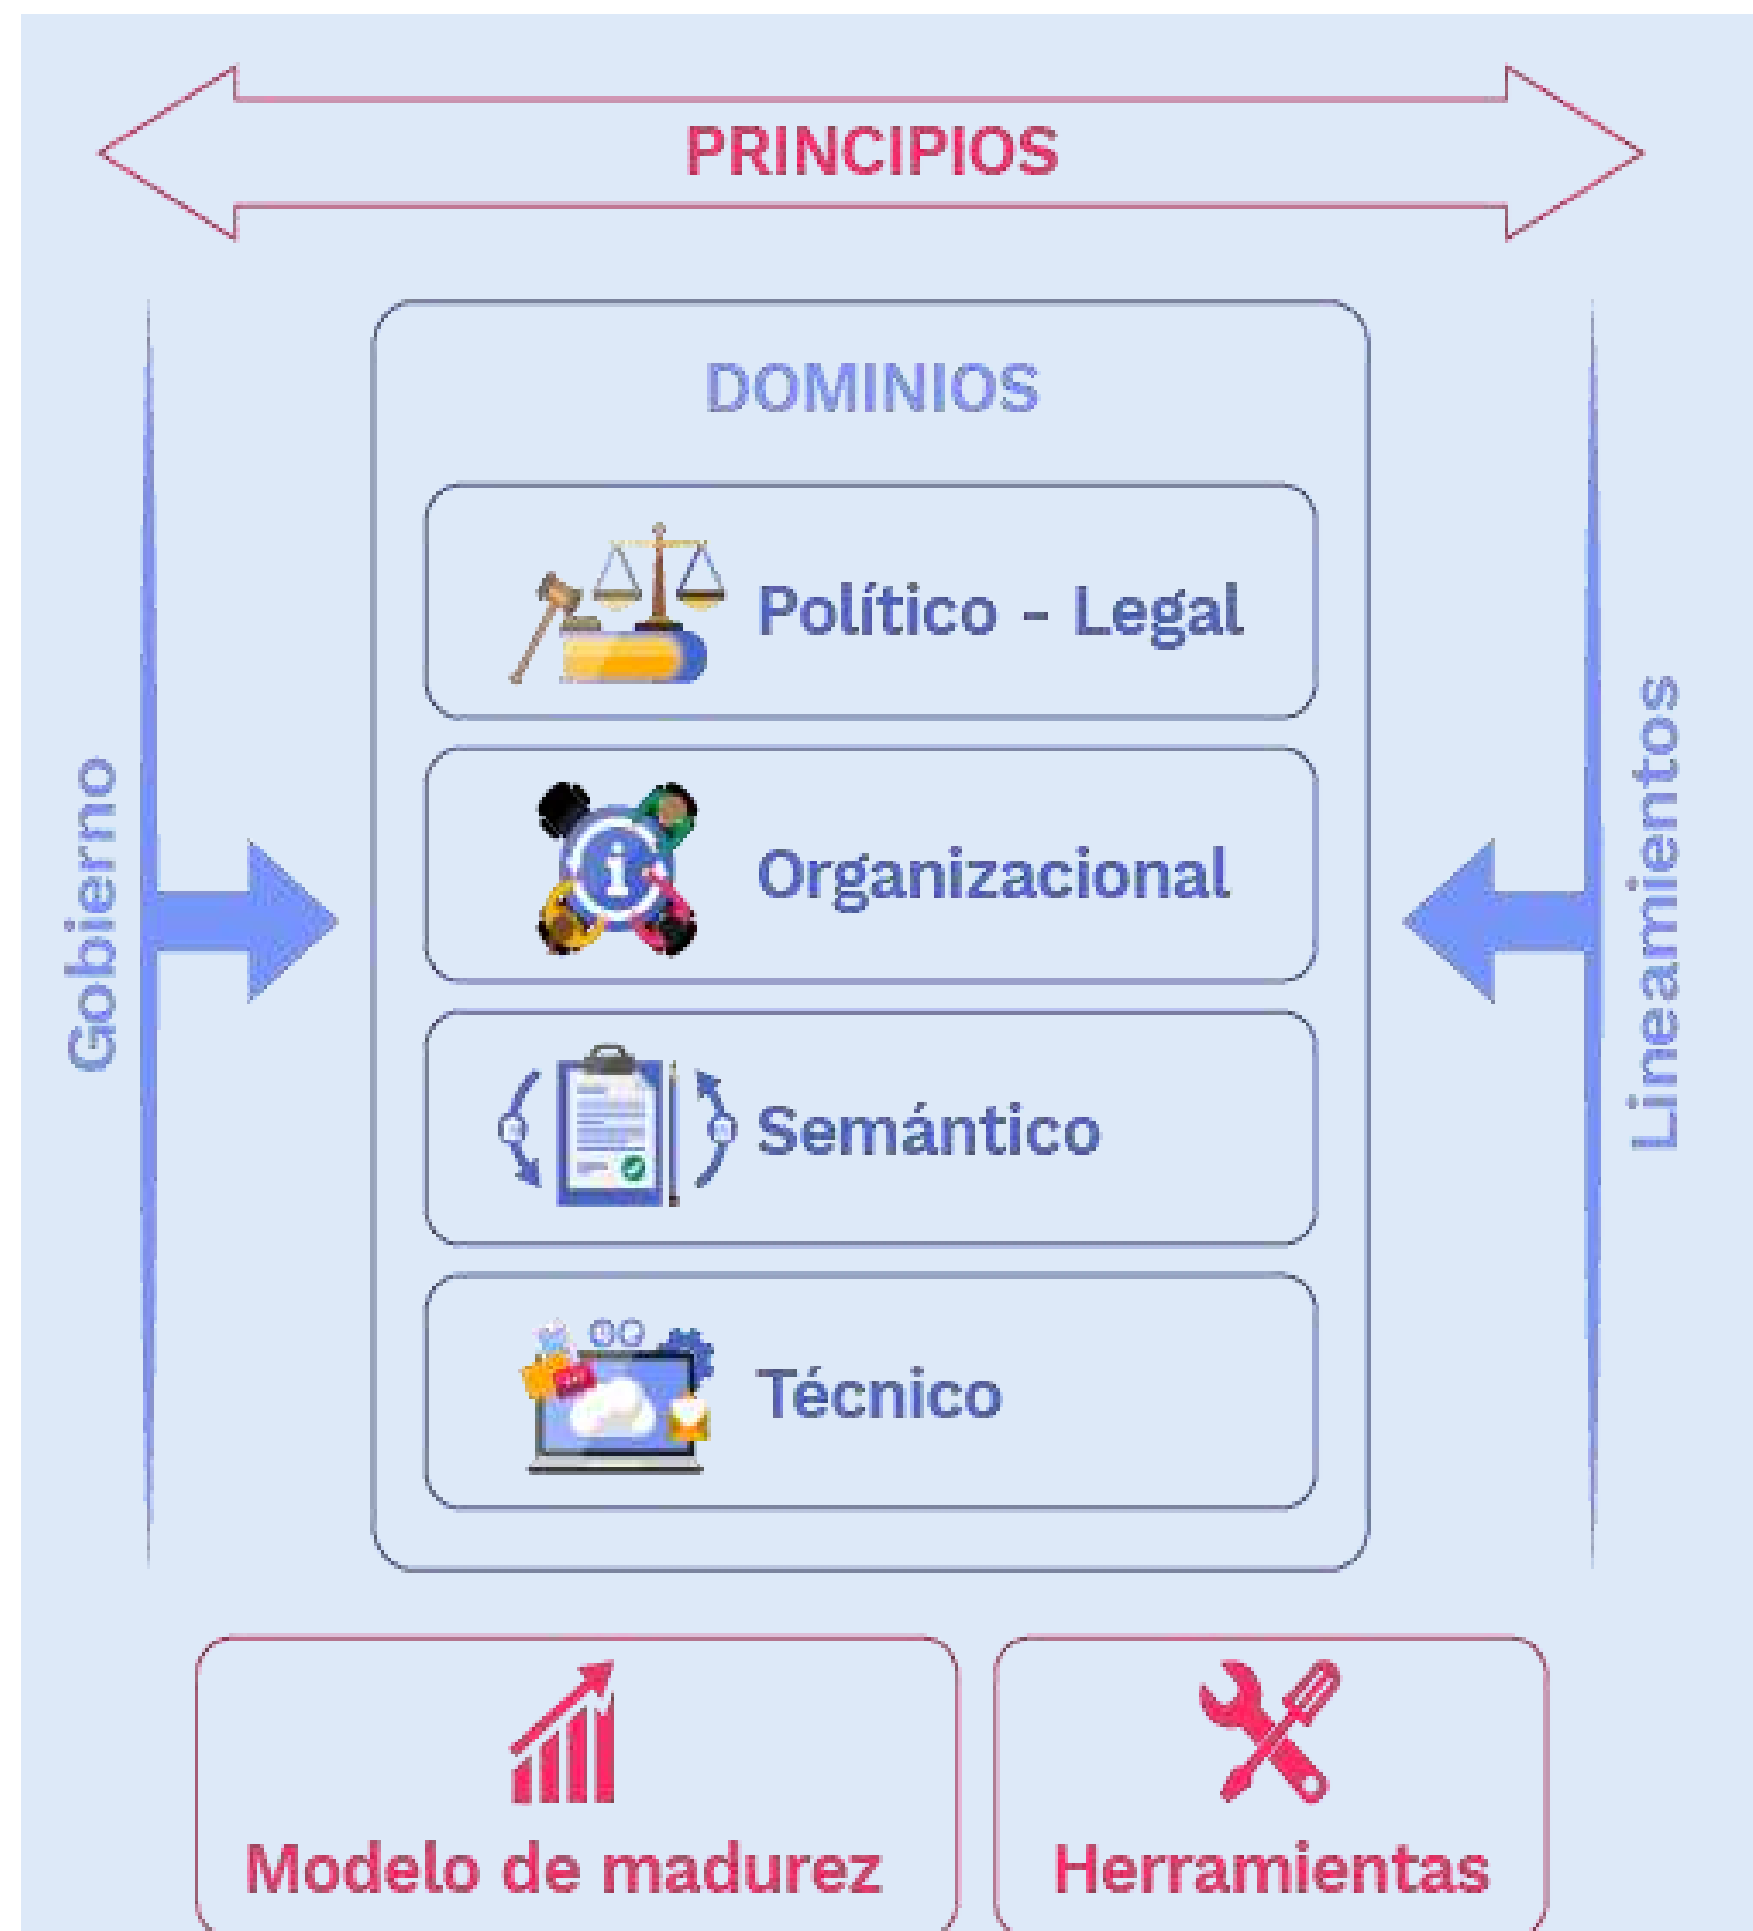 PRINCIPIOS
DOMINIOS
Político - Legal
Organizacional
Semántico
Técnico
Gobierno
Lineamientos
Modelo de madurez
Herramientas